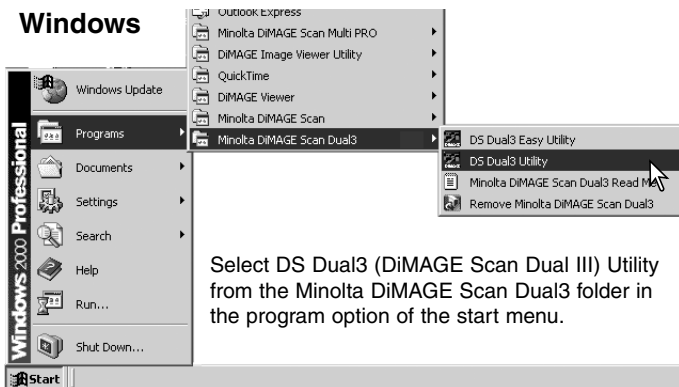 Windows
Outlook Express
Minolta DiMAGE Scan Multi PRO
DiMAGE Image Viewer Utility
QuickTime
DiMAGE Viewer
Minolta DiMAGE Scan
Minolta DiMAGE Scan Dual3
DS Dual3 Easy Utility
DS Dual3 Utility
Minolta DiMAGE Scan Dual3 Read Me
Remove Minolta DiMAGE Scan Dual3
Windows Update
Programs
Documents
Settings
Search
Help
Run...
Shut Down...
Windows 2000 Professional
Start
Select DS Dual3 (DiMAGE Scan Dual III) Utility
from the Minolta DiMAGE Scan Dual3 folder in
the program option of the start menu.